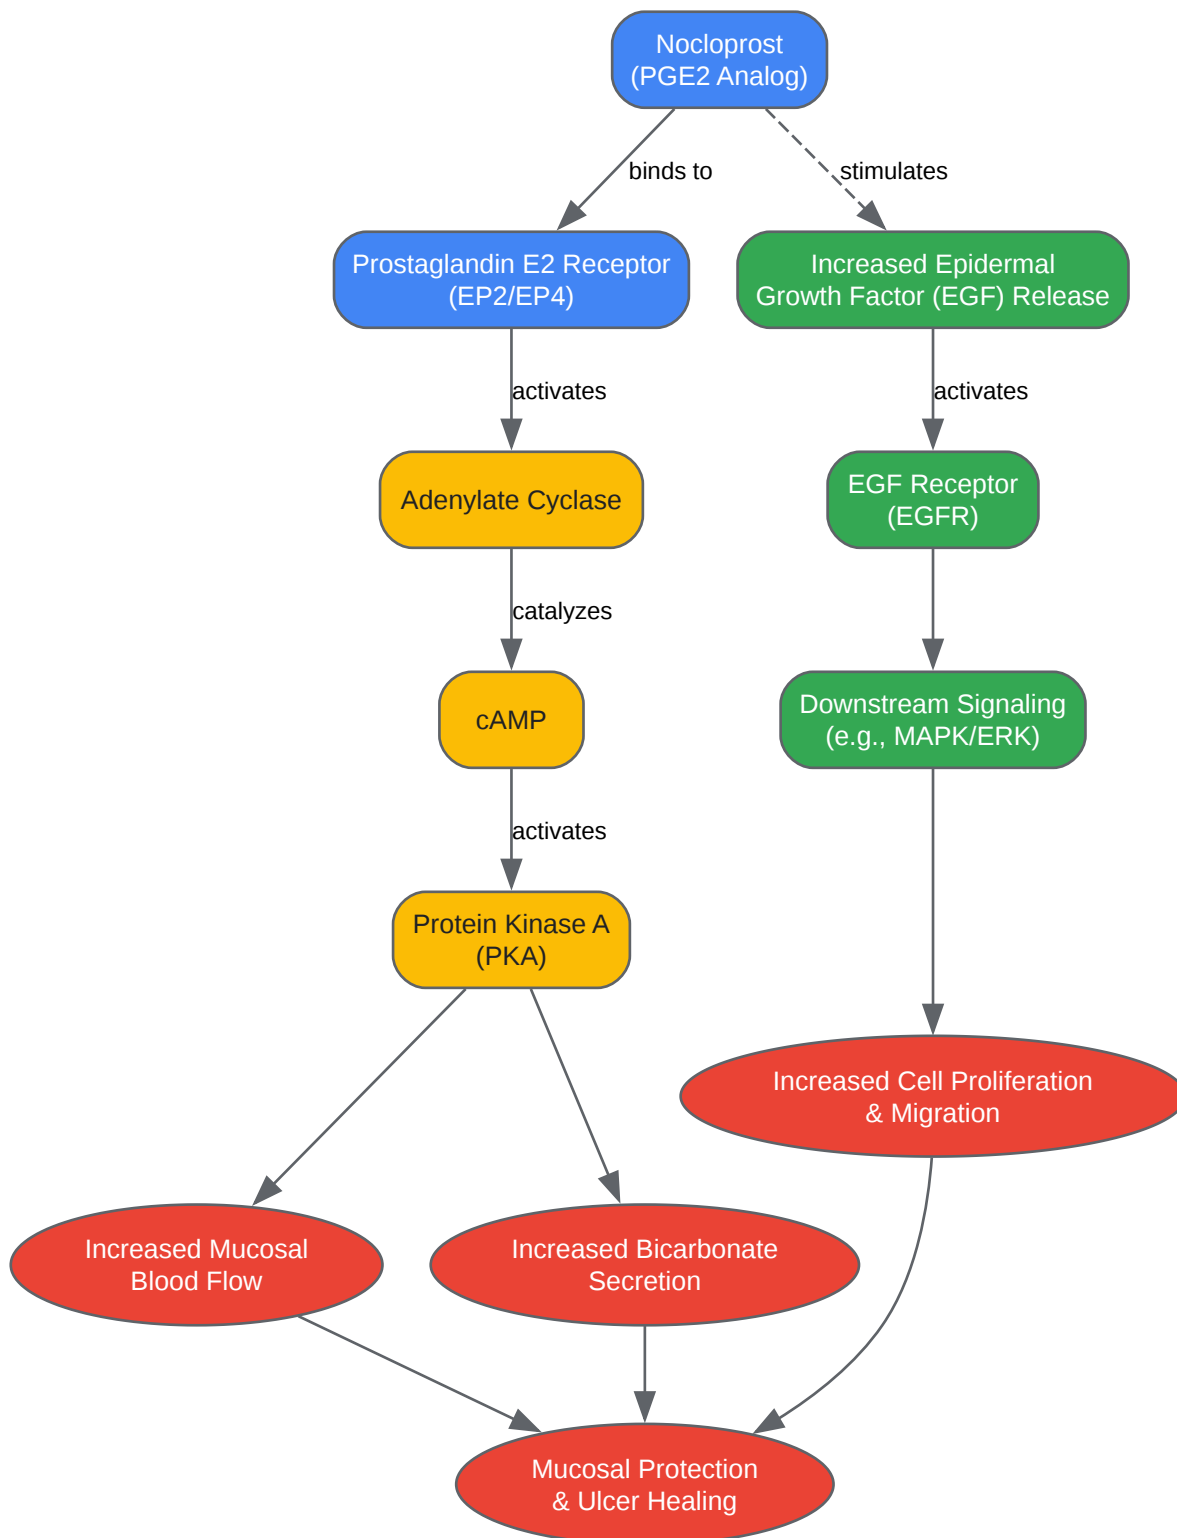 Nocloprost
(PGE2 Analog)
binds to
stimulates
Prostaglandin E2 Receptor
(EP2/EP4)
Increased Epidermal
Growth Factor (EGF) Release
activates
activates
Adenylate Cyclase
EGF Receptor
(EGFR)
catalyzes
cAMP
Downstream Signaling
(e.g., MAPK/ERK)
activates
Protein Kinase A
(PKA)
Increased Cell Proliferation
& Migration
Increased Mucosal
Blood Flow
Increased Bicarbonate
Secretion
Mucosal Protection
& Ulcer Healing